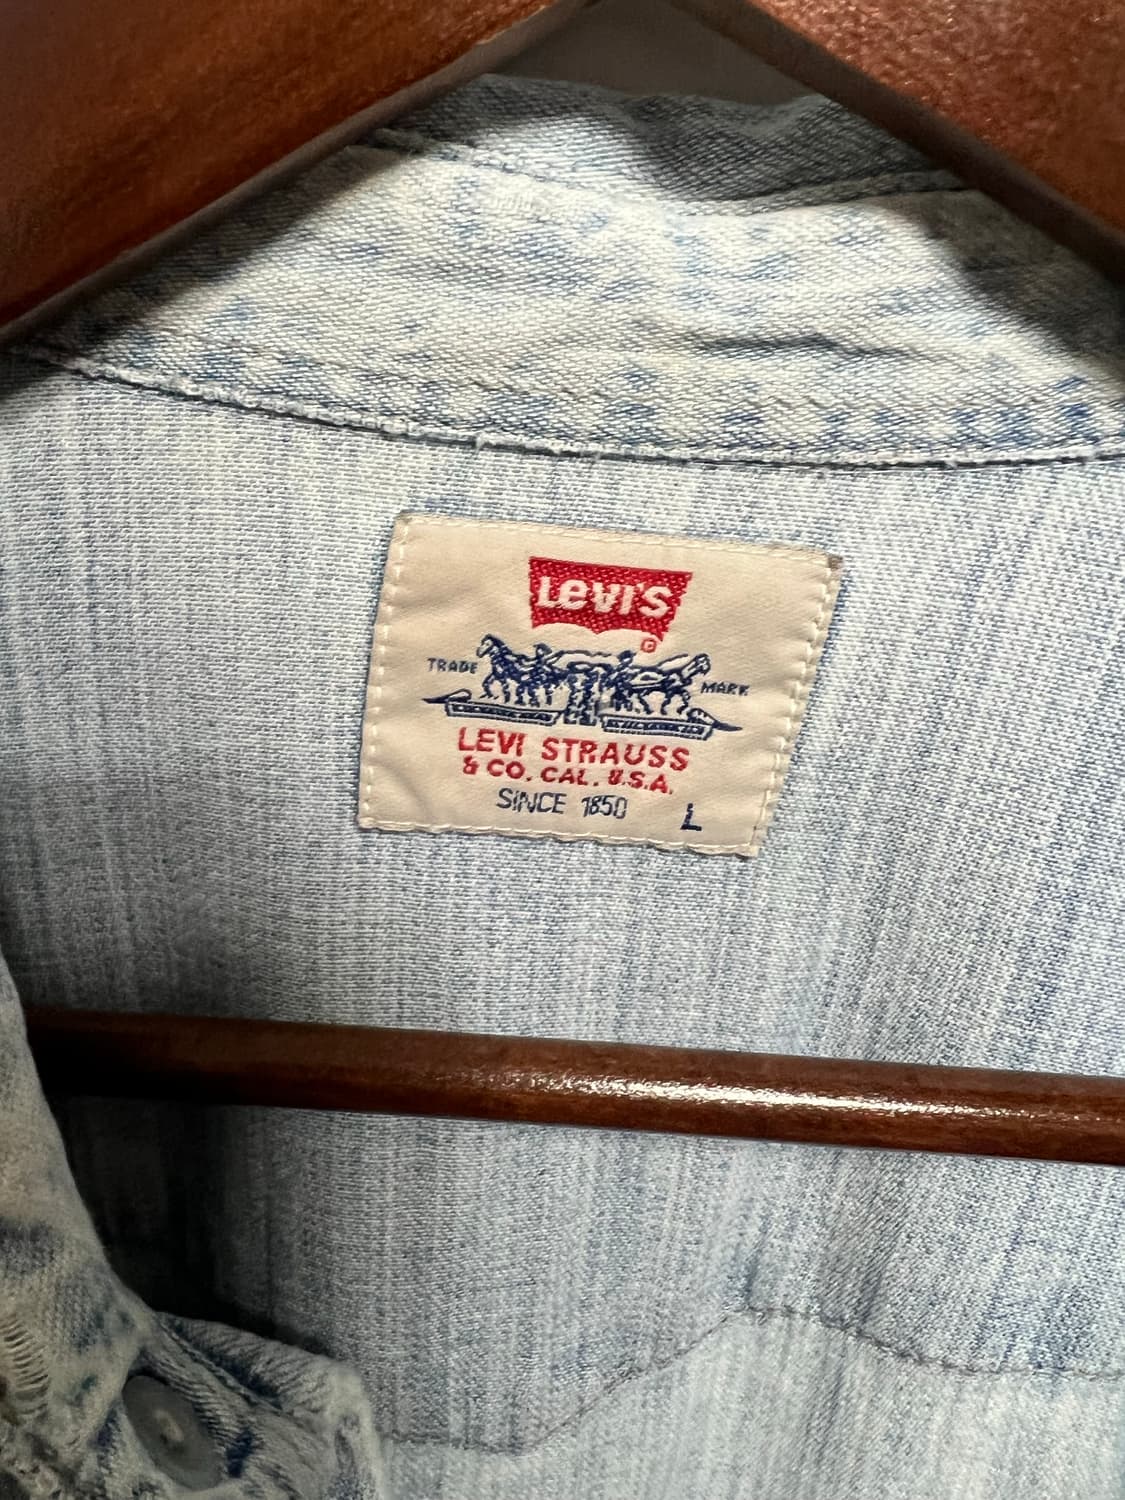 LEVI'S
©
TRADE MARK
LEVI STRAUSS
& CO. CAL. U.S.A.
SINCE 1850 L